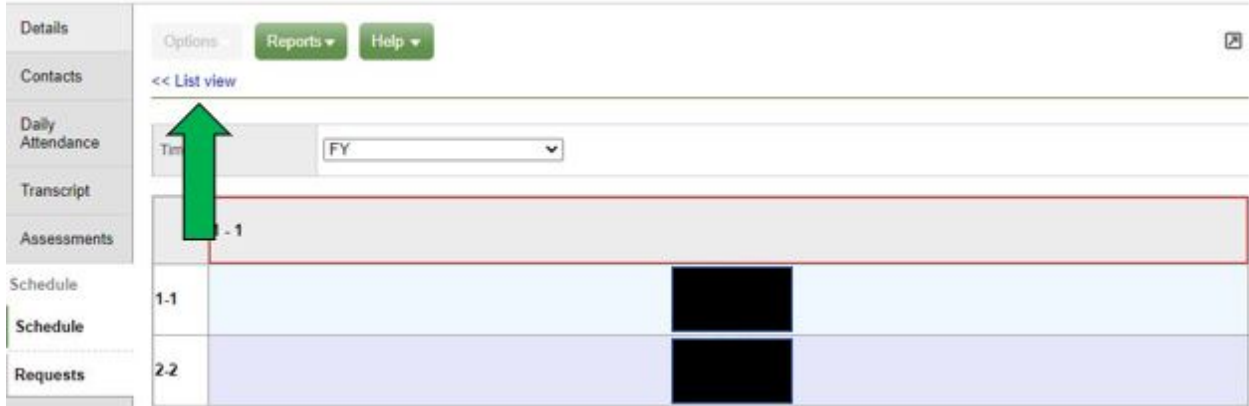 Details
Contacts
Daily
Attendance
Transcript
Assessments
Schedule
Schedule
Requests
Options
Reports
Help
<< List view
FY
- 1
1-1
2-2